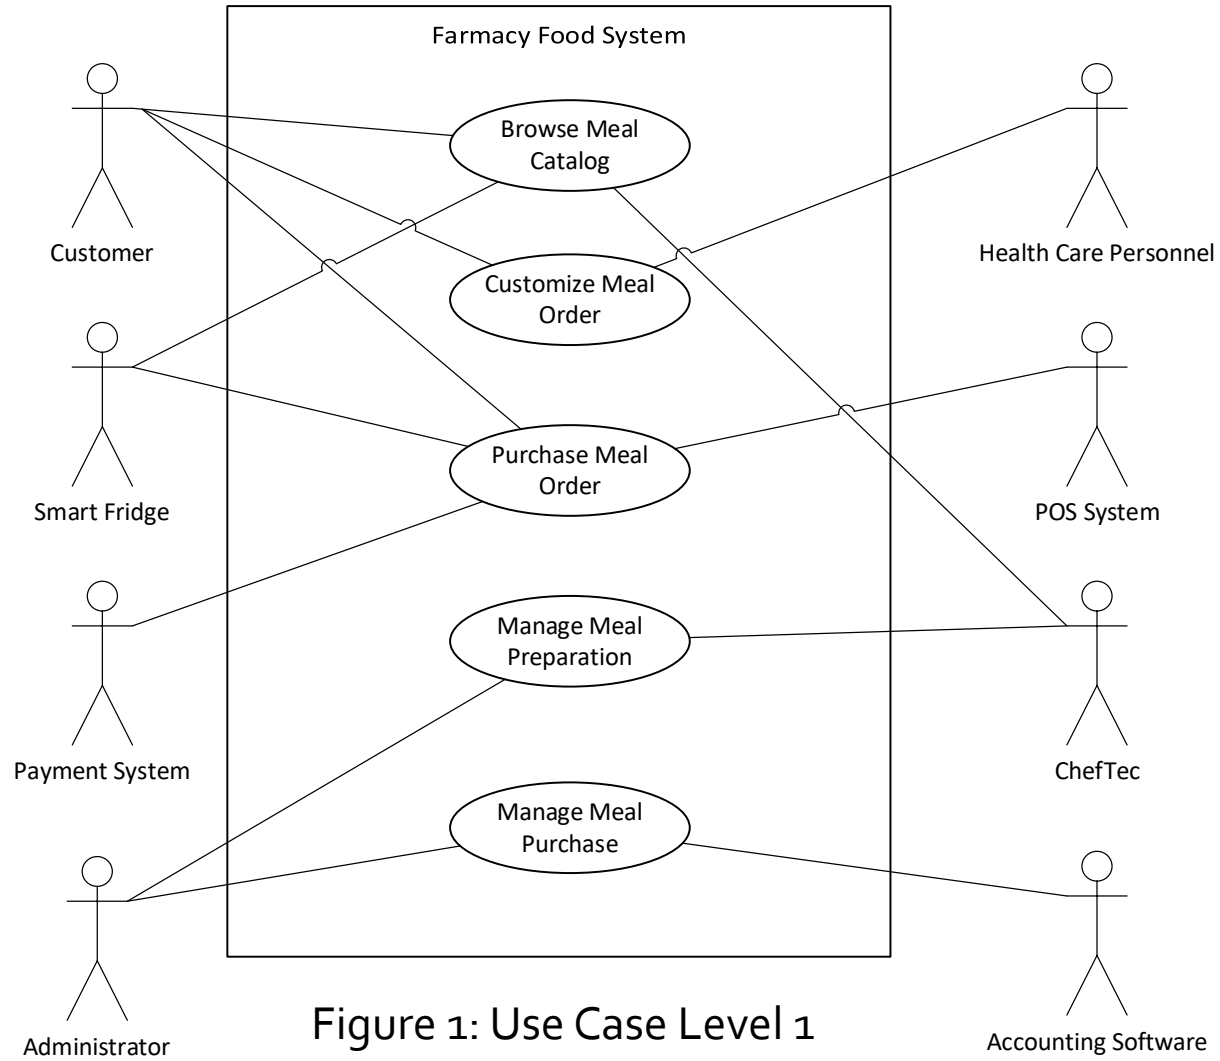 Farmacy Food System
Browse Meal
Catalog
Customer
Health Care Personnel
Customize Meal
Order
Purchase Meal
Order
Smart Fridge
POS System
Manage Meal
Preparation
Payment System
ChefTec
Manage Meal
Purchase
Figure 1: Use Case Level 1
Administrator
Accounting Software